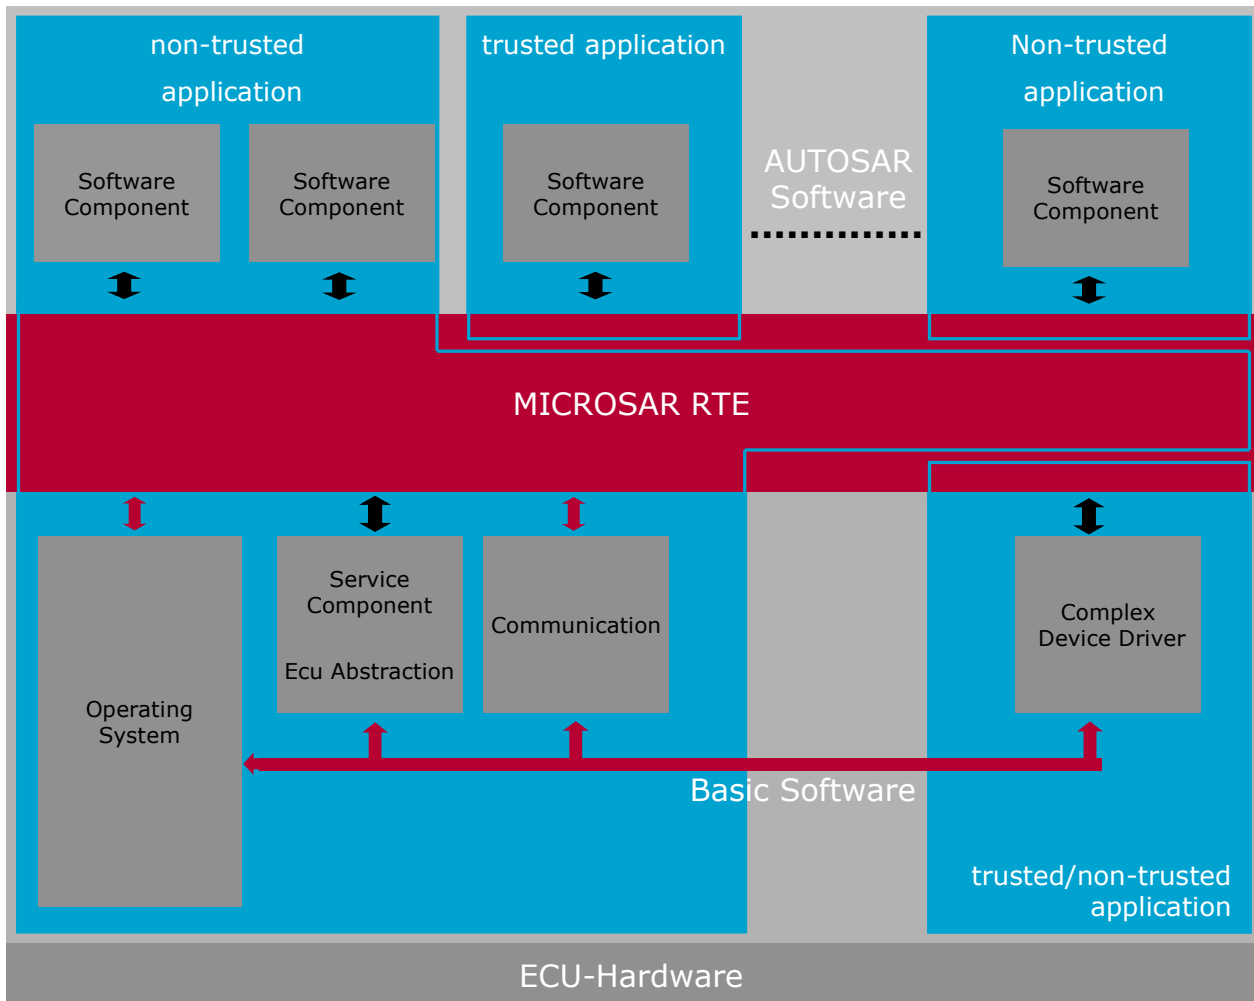 non-trusted
application
trusted application
Non-trusted
application
Software
Component
Software
Component
Software
Component
AUTOSAR
Software
Software
Component
MICROSAR RTE
Operating
System
Service
Component
Ecu Abstraction
Communication
Complex
Device Driver
Basic Software
trusted/non-trusted
application
ECU-Hardware